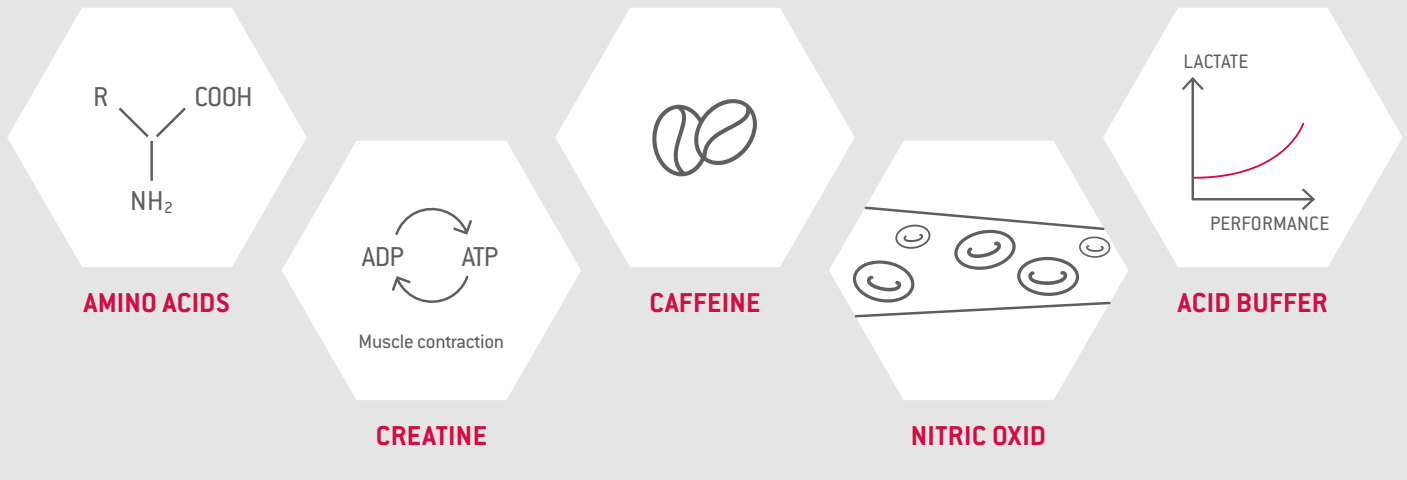 R
COOH
NH₂
AMINO ACIDS
ADP
ATP
Muscle contraction
CREATINE
CAFFEINE
NITRIC OXID
LACTATE
PERFORMANCE
ACID BUFFER